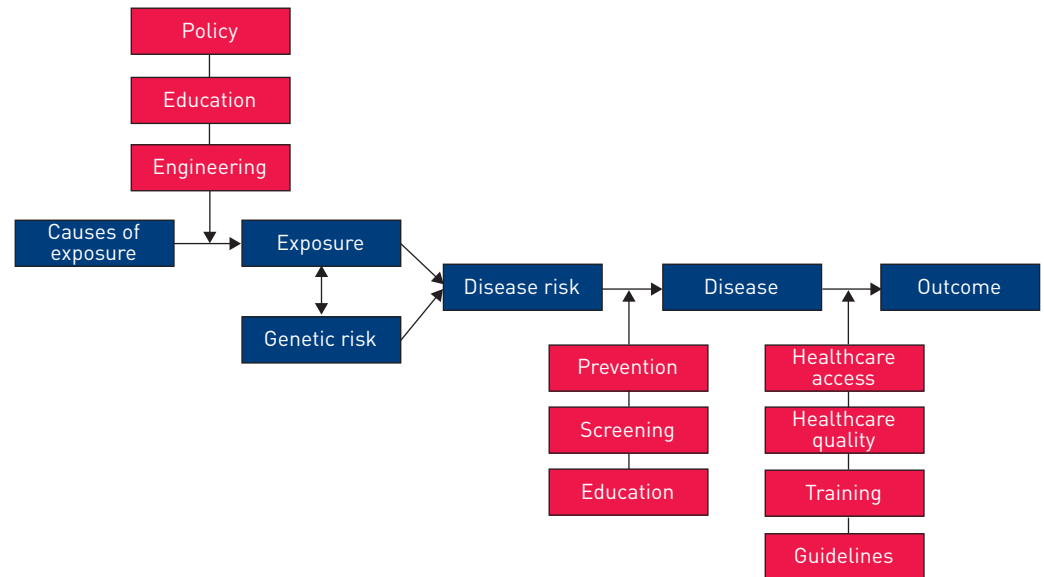 Policy
Education
Engineering
Causes of
exposure
Exposure
Genetic risk
Disease risk
Disease
Outcome
Prevention
Screening
Education
Healthcare
access
Healthcare
quality
Training
Guidelines